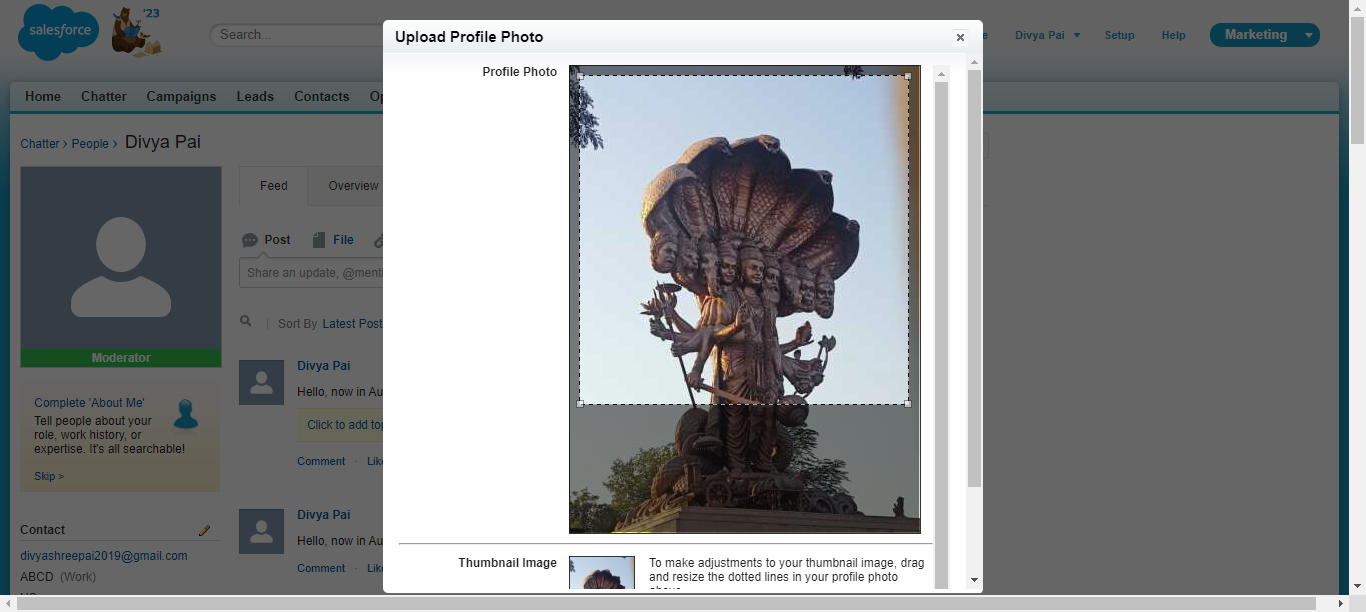 salesforce
'23
Search...
Divya Pai
Setup
Help
Marketing
Upload Profile Photo
Home
Chatter
Campaigns
Leads
Contacts
Chatter › People › Divya Pai
Moderator
Complete 'About Me'
Tell people about your
role, work history, or
expertise. It's all searchable!
Skip >
Contact
divyashreepai2019@gmail.com
ABCD (Work)
Feed
Overview
Post
File
Share an update, @menti
Sort By Latest Post
Divya Pai
Hello, now in Au
Click to add top
Comment · Like
Divya Pai
Hello, now in Au
Comment · Like
Profile Photo
Thumbnail Image
To make adjustments to your thumbnail image, drag
and resize the dotted lines in your profile photo